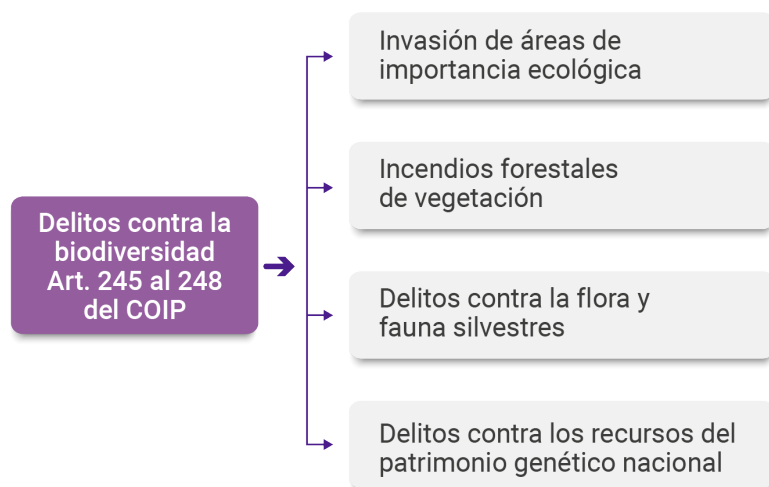 Delitos contra la
biodiversidad
Art. 245 al 248
del COIP
Invasión de áreas de
importancia ecológica
Incendios forestales
de vegetación
Delitos contra la flora y
fauna silvestres
Delitos contra los recursos del
patrimonio genético nacional